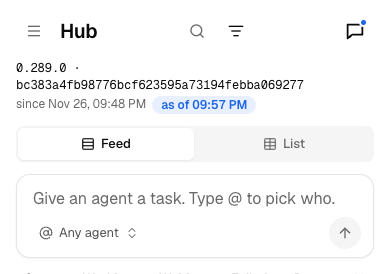 Hub
0.289.0 ·
bc383a4fb98776bcf623595a73194febba069277
since Nov 26, 09:48 PM as of 09:57 PM
Feed List
Give an agent a task. Type @ to pick who.
@ Any agent